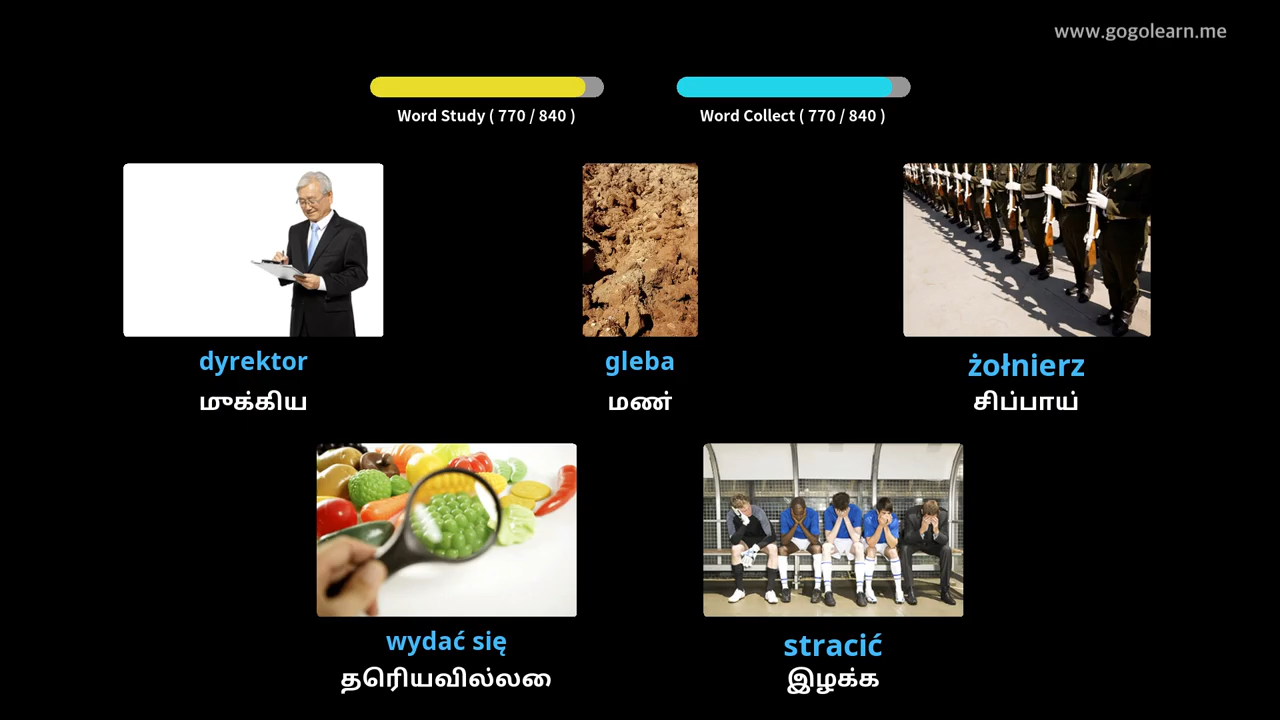 www.gogolearn.me
Word Study ( 770 / 840 )
Word Collect ( 770 / 840 )
dyrektor
gleba
żołnierz
முக்கிய
மண்
சிப்பாய்
wydać się
stracić
தெரியவில்லை
இழக்க